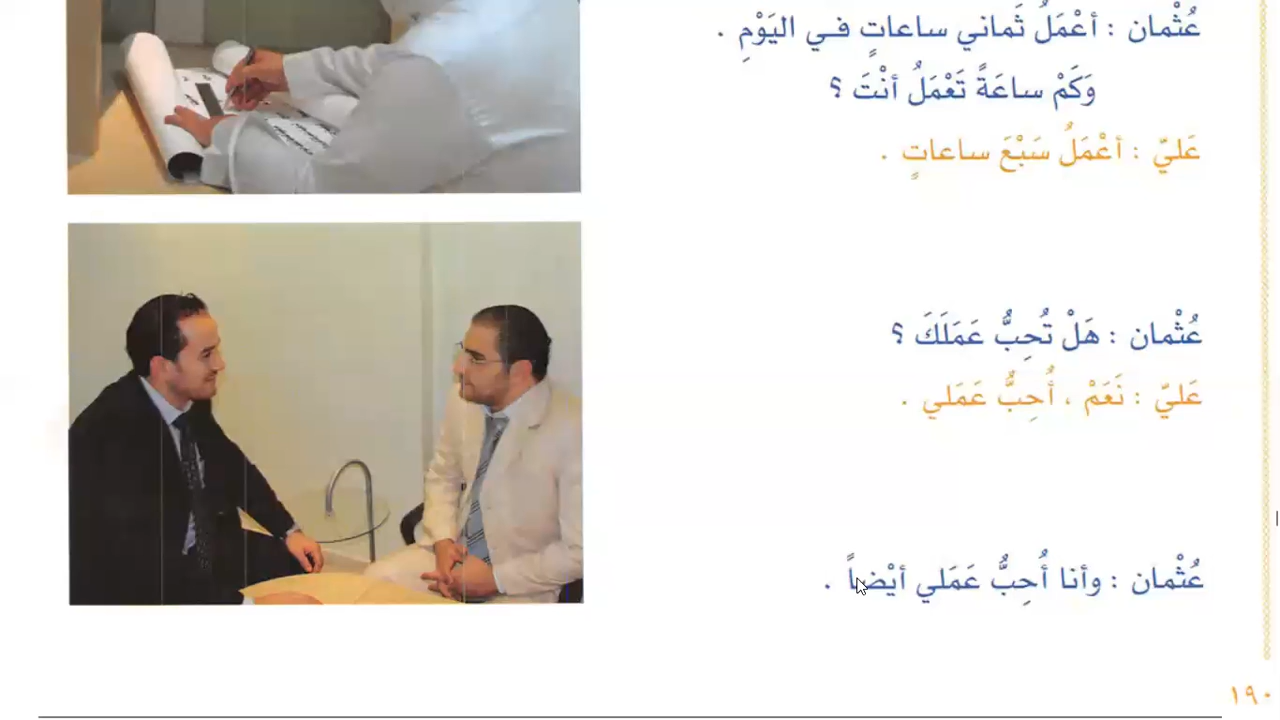 عُثْمان : أعْمَلُ ثَماني ساعاتٍ فـي اليَوْمِ .
وَكَمْ ساعَةً تَعْمَلُ أنْتَ ؟
عَليّ : أعْمَلُ سَبْعَ ساعاتٍ .
عُثْمان : هَلْ تُحِبُّ عَمَلَكَ ؟
عَليّ : نَعَمْ ، أُحِبُّ عَمَلي .
عُثْمان : وأنا أُحِبُّ عَمَلي أيْضاً .
١٩٠